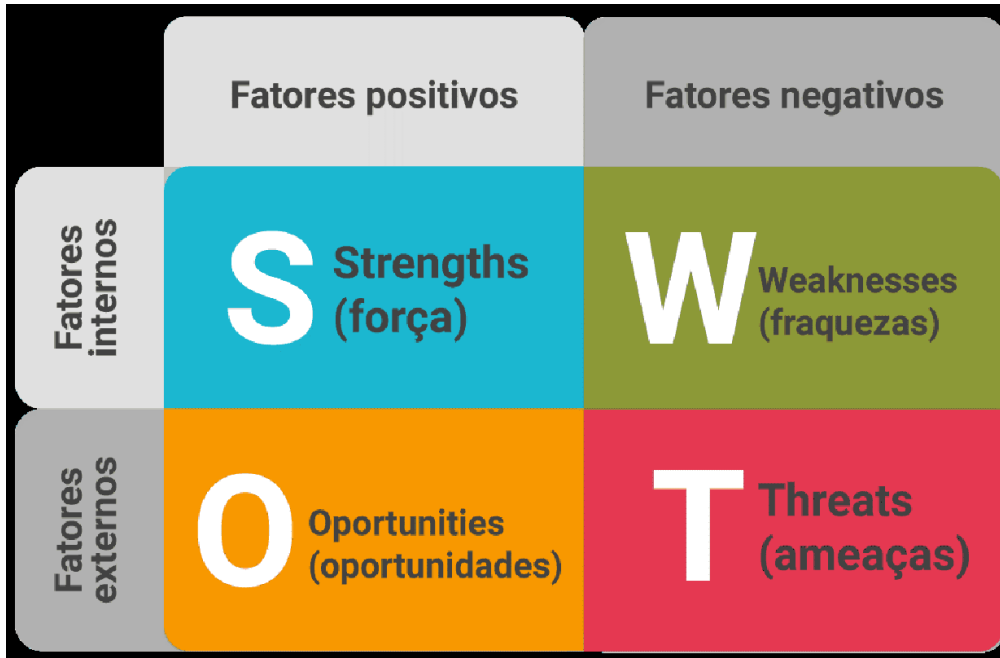 Fatores positivos
Fatores negativos
Fatores
internos
S
Strengths
(força)
W
Weaknesses
(fraquezas)
Fatores
externos
O
Oportunities
(oportunidades)
T
Threats
(ameaças)